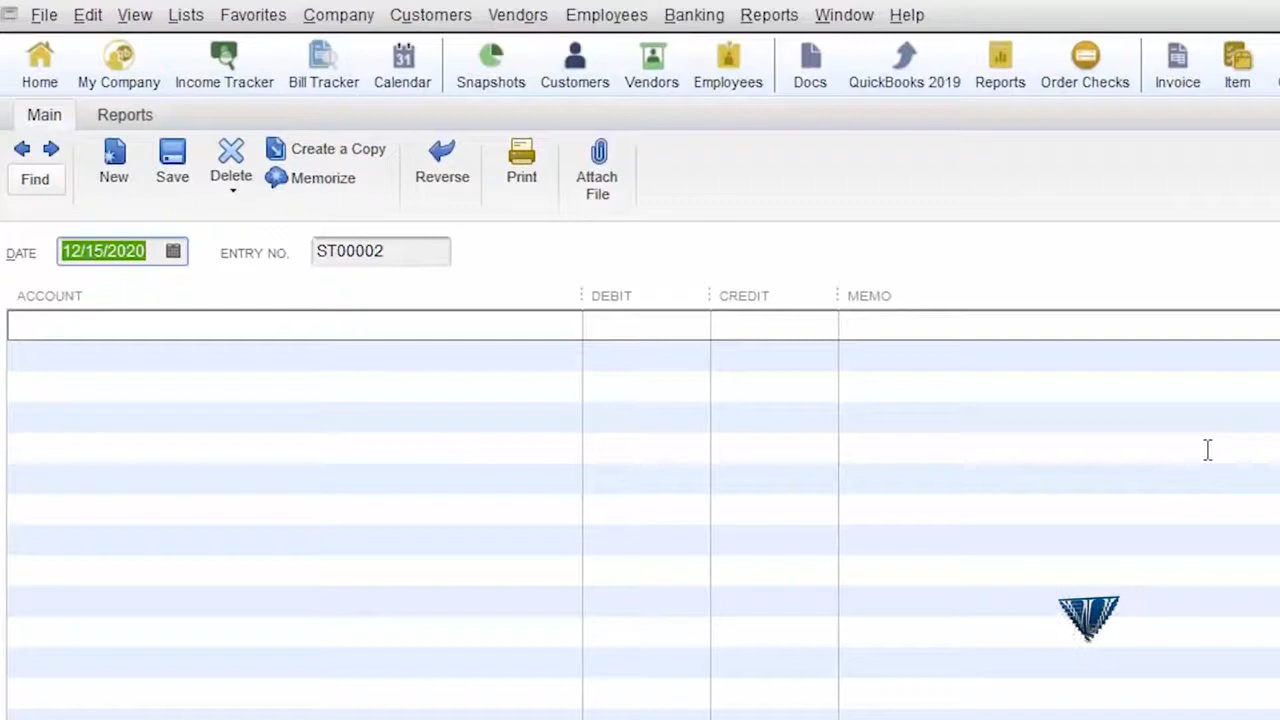 File Edit View Lists Favorites Company Customers Vendors Employees Banking Reports Window Help
31
Home My Company Income Tracker Bill Tracker Calendar Snapshots Customers Vendors Employees Docs QuickBooks 2019 Reports Order Checks Invoice Item
Main Reports
Find New Save Delete Create a Copy Memorize Reverse Print Attach File
DATE 12/15/2020 ENTRY NO. ST00002
ACCOUNT DEBIT CREDIT MEMO